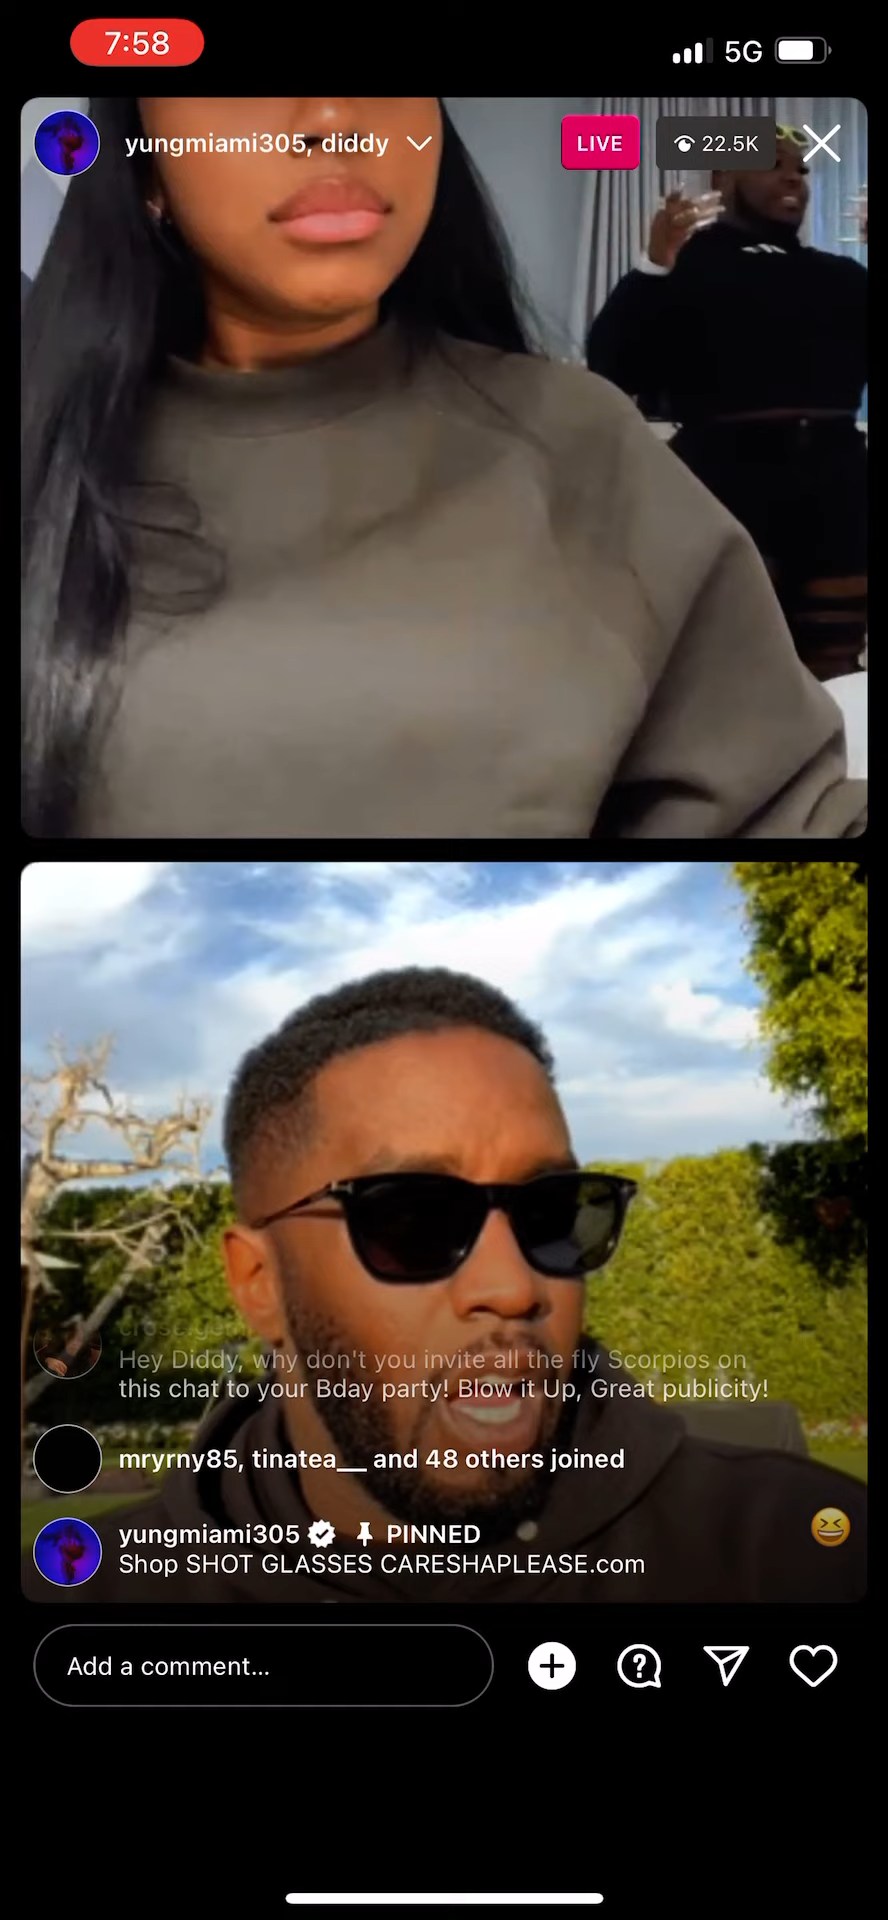 7:58
5G
yungmiami305, diddy
LIVE
22.5K
Hey Diddy, why don't you invite all the fly Scorpios on
this chat to your Bday party! Blow it Up, Great publicity!
mryrny85, tinatea__ and 48 others joined
yungmiami305 PINNED
Shop SHOT GLASSES CARESHAPLEASE.com
Add a comment...